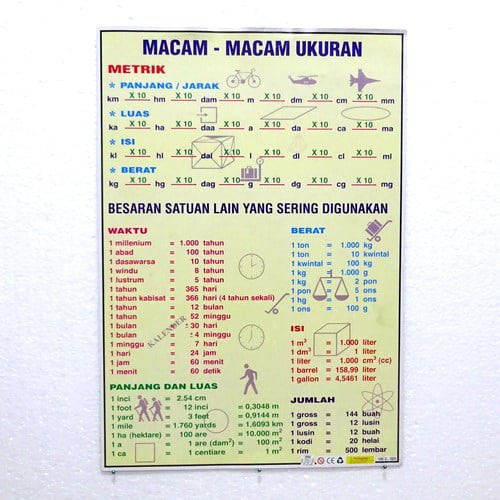 MACAM - MACAM UKURAN
METRIK
* PANJANG / JARAK
km X 10 hm X 10 dam X 10 m X 10 dm X 10 cm X 10 mm
* LUAS
ka X 10 ha X 10 daa X 10 a X 10 da X 10 ca X 10 ma
* ISI
kl X 10 hl X 10 dal X 10 l X 10 dl X 10 cl X 10 ml
* BERAT
kg X 10 hg X 10 dag X 10 g X 10 dg X 10 cg X 10 mg
BESARAN SATUAN LAIN YANG SERING DIGUNAKAN
WAKTU
1 millenium = 1.000 tahun
1 abad = 100 tahun
1 dasawarsa = 10 tahun
1 windu = 8 tahun
1 lustrum = 5 tahun
1 tahun = 365 hari
1 tahun kabisat = 366 hari (4 tahun sekali)
1 tahun = 12 bulan
1 tahun = 52 minggu
1 bulan = ± 30 hari
1 bulan = ± 4 minggu
1 minggu = 7 hari
1 hari = 24 jam
1 jam = 60 menit
1 menit = 60 detik
KALENDER
BERAT
1 ton = 1.000 kg
1 ton = 10 kwintal
1 kwintal = 100 kg
1 kg = 1.000 g
1 kg = 2 pon
1 pon = 5 ons
1 hg = 1 ons
1 ons = 100 g
ISI
1 m³ = 1.000 liter
1 dm³ = 1 liter
1 liter = 1.000 cm³ (cc)
1 barrel = 158,99 liter
1 gallon = 4,5461 liter
PANJANG DAN LUAS
1 inci = 2.54 cm
1 foot = 12 inci = 0,3048 m
1 yard = 3 feet = 0,9144 m
1 mile = 1.760 yards = 1,6093 km
1 ha (hektare) = 100 are = 10.000 m²
1 a = 1 are (dam²) = 100 m²
1 ca = 1 centiare = 1 m²
JUMLAH
1 gross = 144 buah
1 gross = 12 lusin
1 lusin = 12 buah
1 kodi = 20 helai
1 rim = 500 lembar